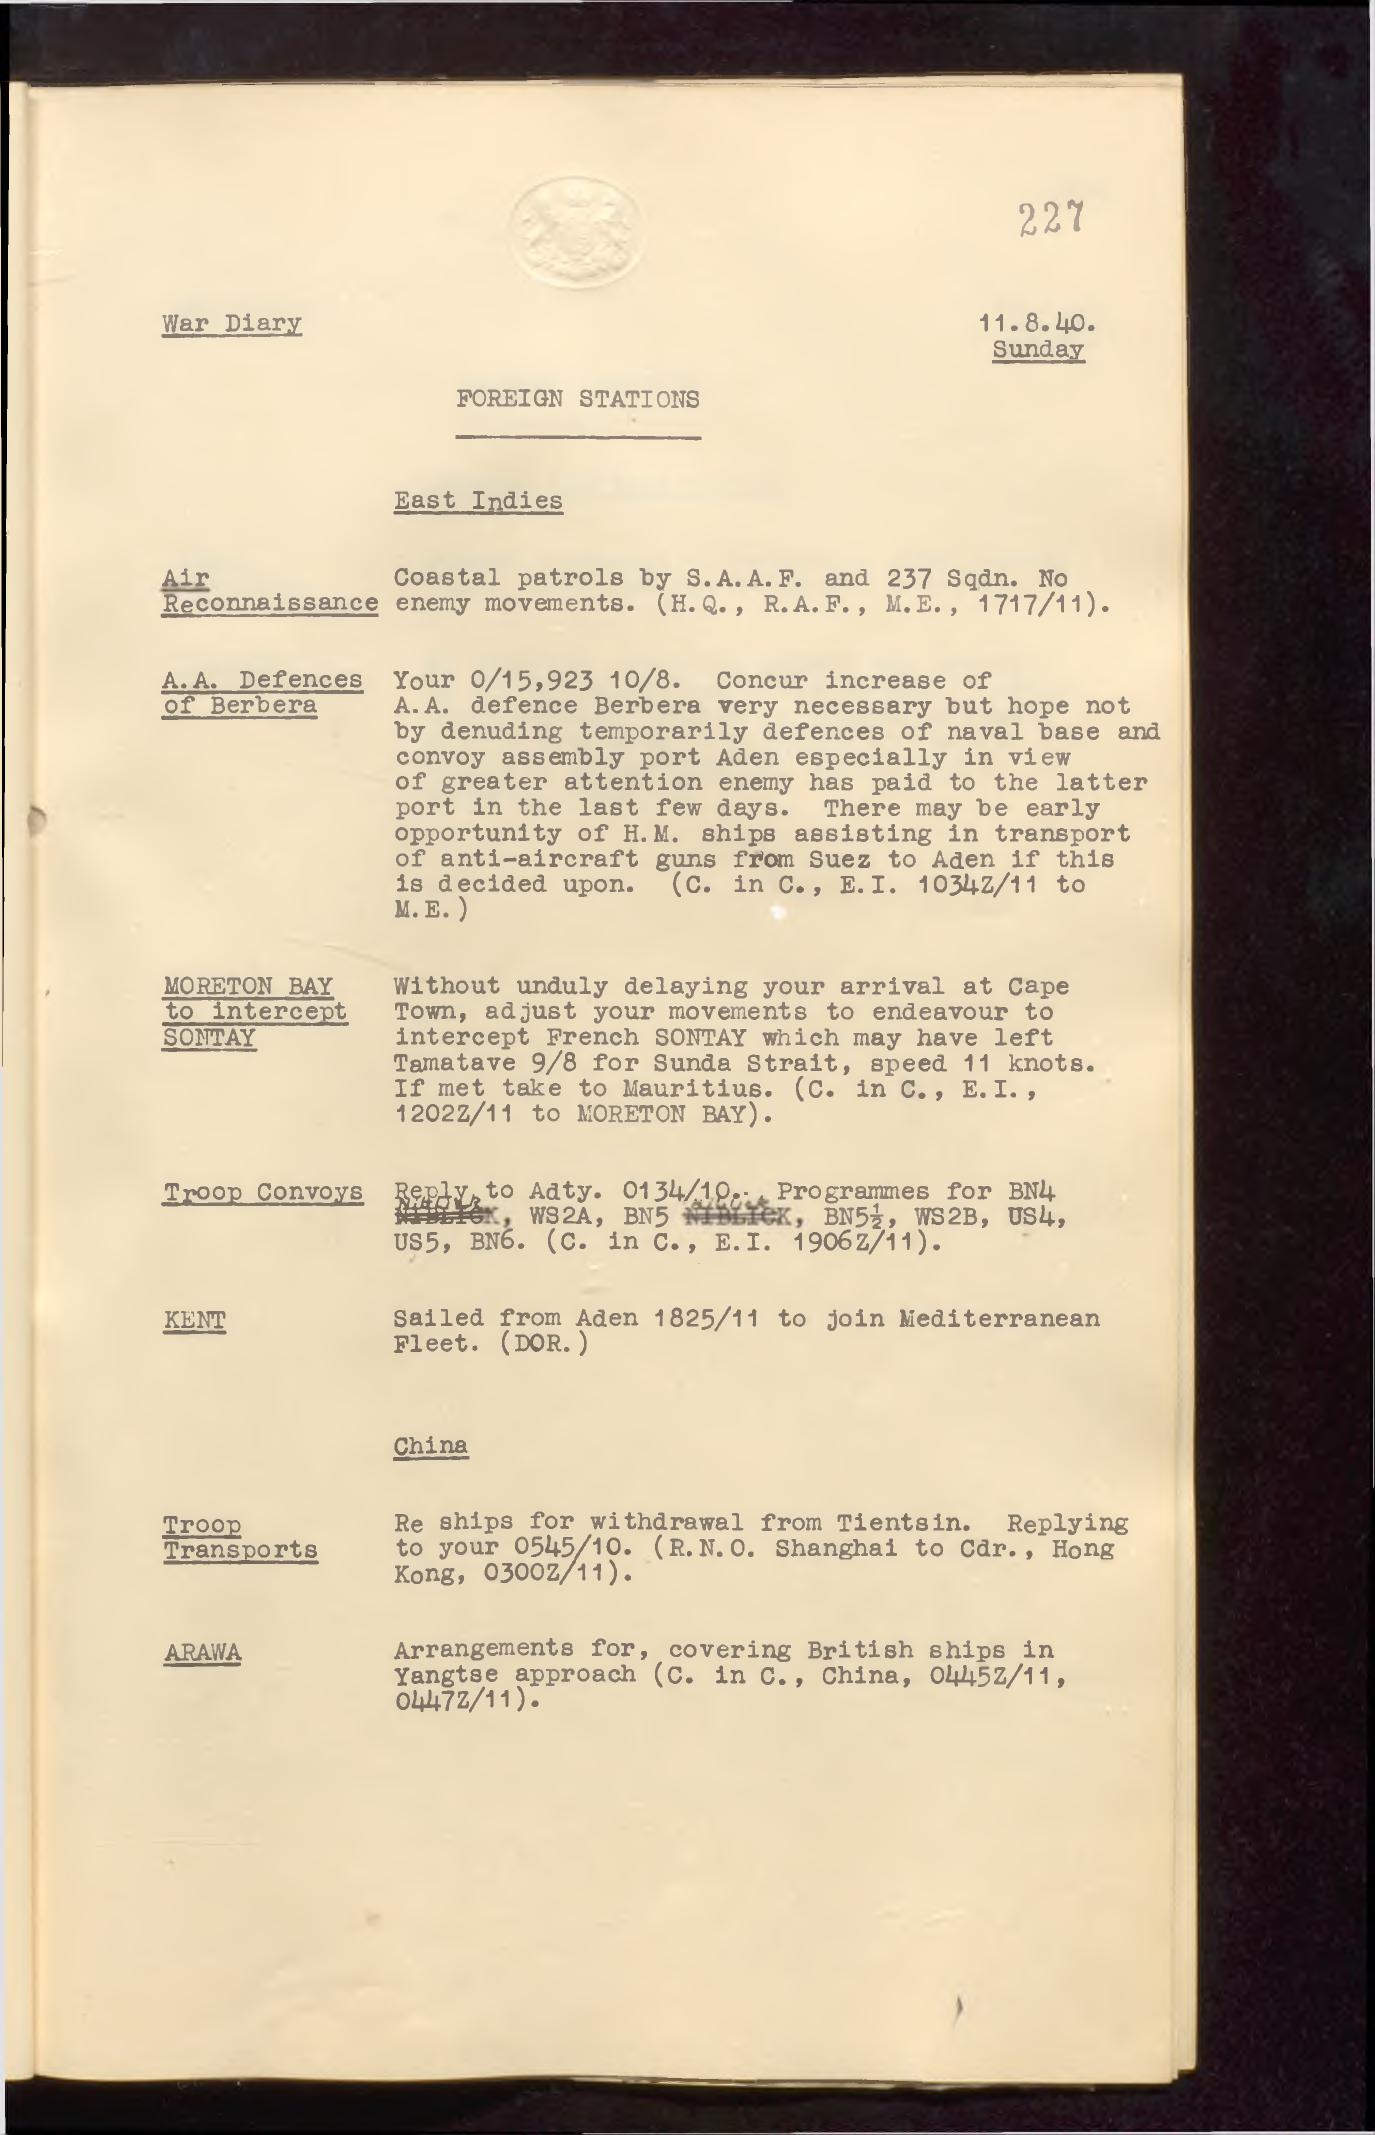 227
War Diary
11.8.40.
Sunday
FOREIGN STATIONS
East Indies
Air
Reconnaissance
Coastal patrols by S.A.A.F. and 237 Sqdn. No
enemy movements. (H.Q., R.A.F., M.E., 1717/11).
A.A. Defences
of Berbera
Your 0/15,923 10/8. Concur increase of
A.A. defence Berbera very necessary but hope not
by denuding temporarily defences of naval base and
convoy assembly port Aden especially in view
of greater attention enemy has paid to the latter
port in the last few days. There may be early
opportunity of H.M. ships assisting in transport
of anti-aircraft guns from Suez to Aden if this
is decided upon. (C. in C., E.I. 1034Z/11 to
M.E.)
MORETON BAY
to intercept
SONTAY
Without unduly delaying your arrival at Cape
Town, adjust your movements to endeavour to
intercept French SONTAY which may have left
Tamatave 9/8 for Sunda Strait, speed 11 knots.
If met take to Mauritius. (C. in C., E.I.,
1202Z/11 to MORETON BAY).
Troop Convoys
Reply to Adty. 0134/10. Programmes for BN4
NIBLICK, WS2A, BN5 NIBLICK, BN5½, WS2B, US4,
US5, BN6. (C. in C., E.I. 1906Z/11).
KENT
Sailed from Aden 1825/11 to join Mediterranean
Fleet. (DOR.)
China
Troop
Transports
Re ships for withdrawal from Tientsin. Replying
to your 0545/10. (R.N.O. Shanghai to Cdr., Hong
Kong, 0300Z/11).
ARAWA
Arrangements for, covering British ships in
Yangtse approach (C. in C., China, 0445Z/11,
0447Z/11).